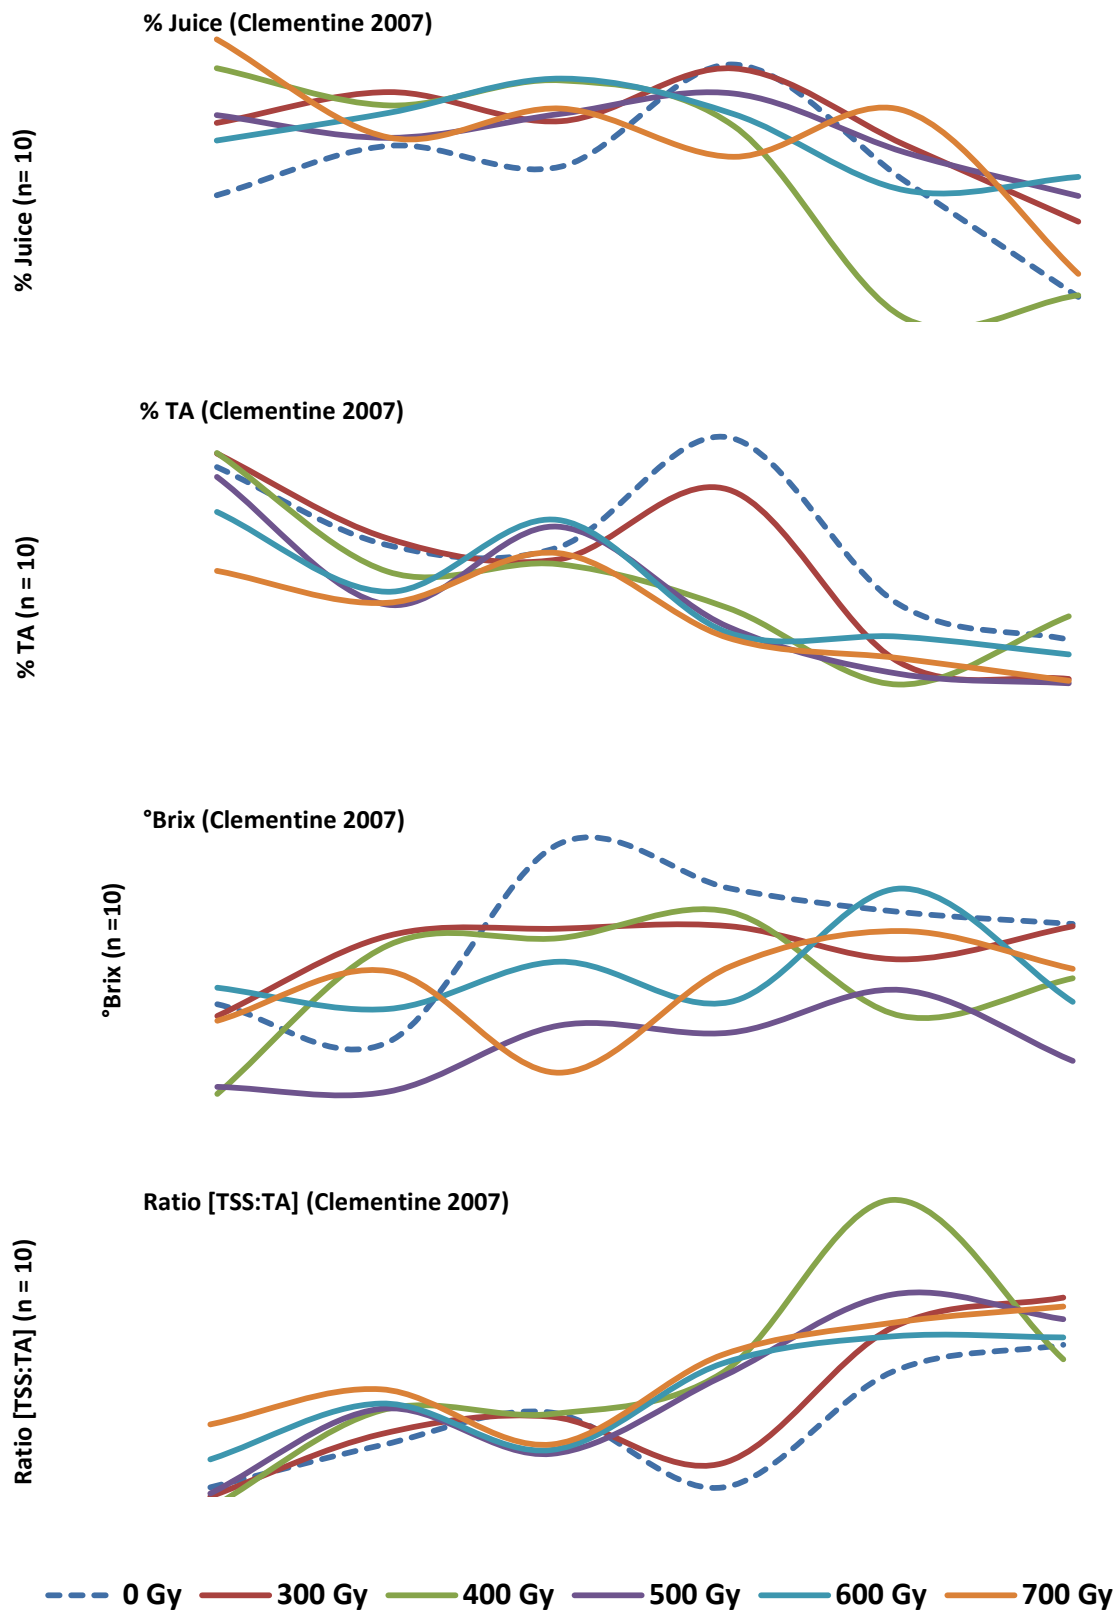 % Juice (Clementine 2007)
% Juice (n= 10)
% TA (Clementine 2007)
% TA (n = 10)
°Brix (Clementine 2007)
°Brix (n =10)
Ratio [TSS:TA] (Clementine 2007)
Ratio [TSS:TA] (n = 10)
0 Gy 300 Gy 400 Gy 500 Gy 600 Gy 700 Gy